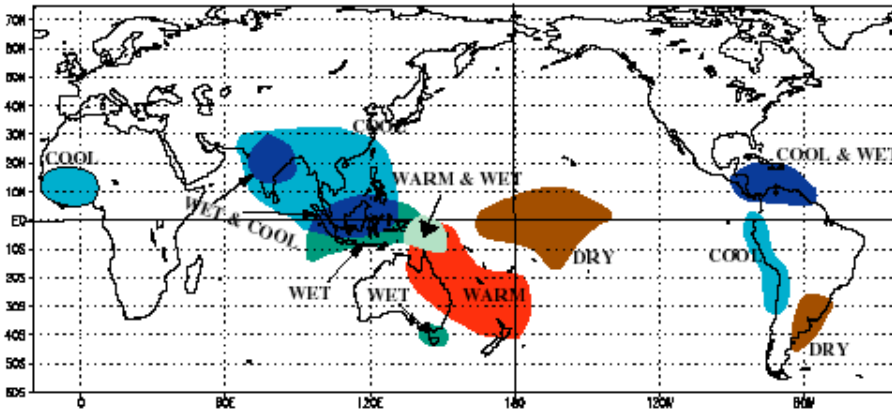 70N
60N
50N
40N
30N
20N
10N
EQ
10S
20S
30S
40S
50S
60S
COOL
COOL
WET & COOL
WARM & WET
WET
WET
WARM
DRY
COOL & WET
COOL
DRY
0
60E
120E
180
120W
60W